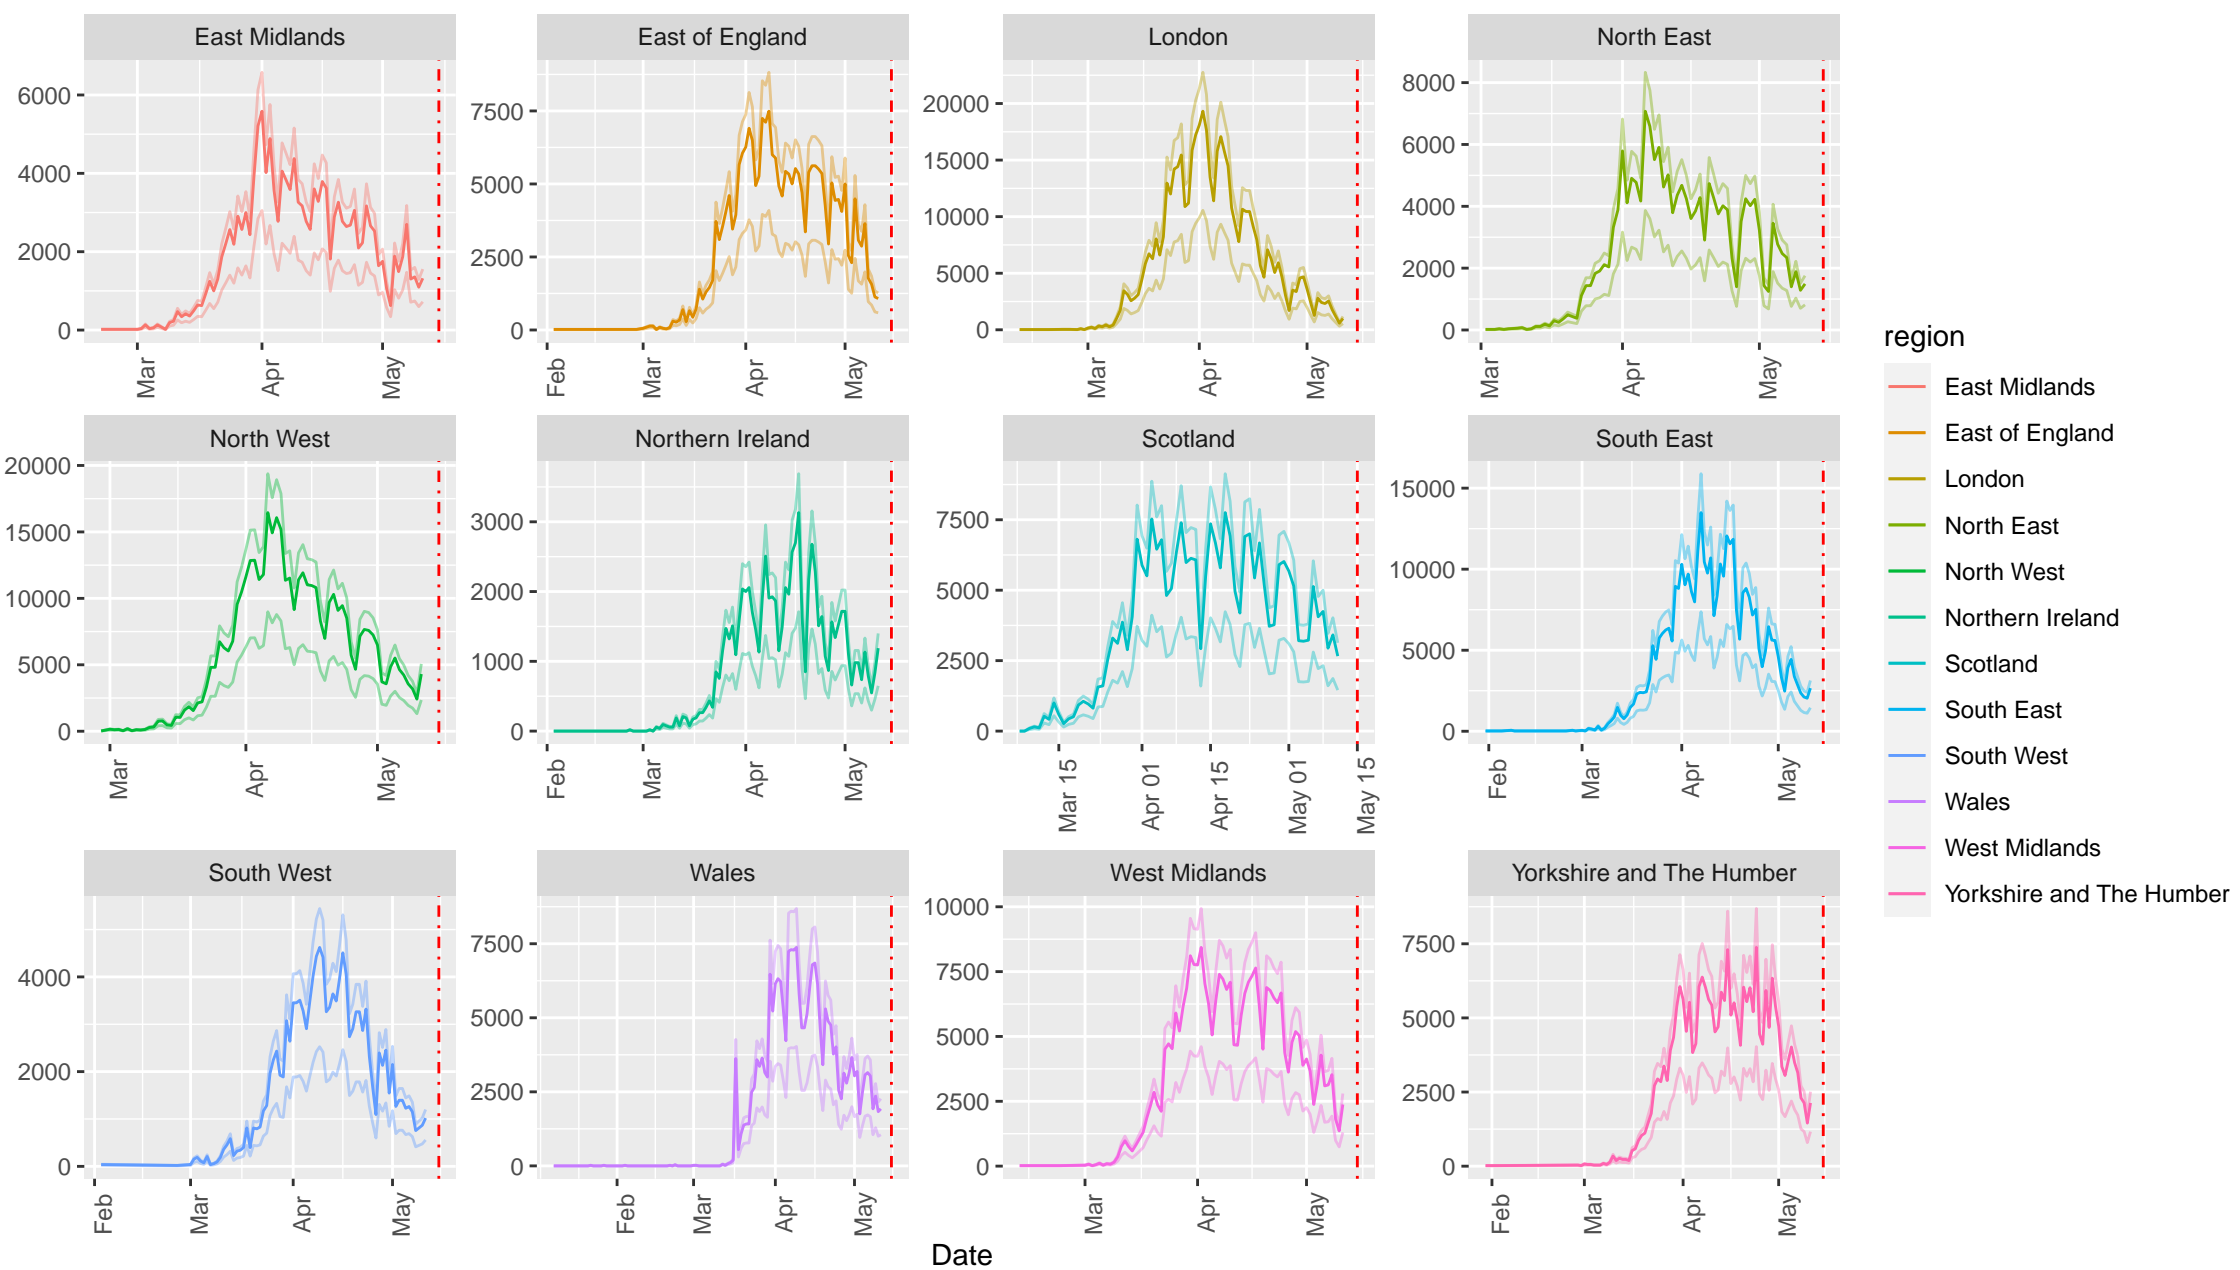 East Midlands
East of England
London
North East
6000
4000
2000
0
7500
5000
2500
0
20000
15000
10000
5000
0
8000
6000
4000
2000
0
Mar
Apr
May
Feb
Mar
Apr
May
Mar
Apr
May
Mar
Apr
May
North West
Northern Ireland
Scotland
South East
20000
15000
10000
5000
0
3000
2000
1000
0
7500
5000
2500
0
15000
10000
5000
0
Mar
Apr
May
Feb
Mar
Apr
May
Mar 15
Apr 01
Apr 15
May 01
May 15
Feb
Mar
Apr
May
South West
Wales
West Midlands
Yorkshire and The Humber
4000
2000
0
7500
5000
2500
0
10000
7500
5000
2500
0
7500
5000
2500
0
Feb
Mar
Apr
May
Feb
Mar
Apr
May
Mar
Apr
May
Feb
Mar
Apr
May
Date
region
East Midlands
East of England
London
North East
North West
Northern Ireland
Scotland
South East
South West
Wales
West Midlands
Yorkshire and The Humber